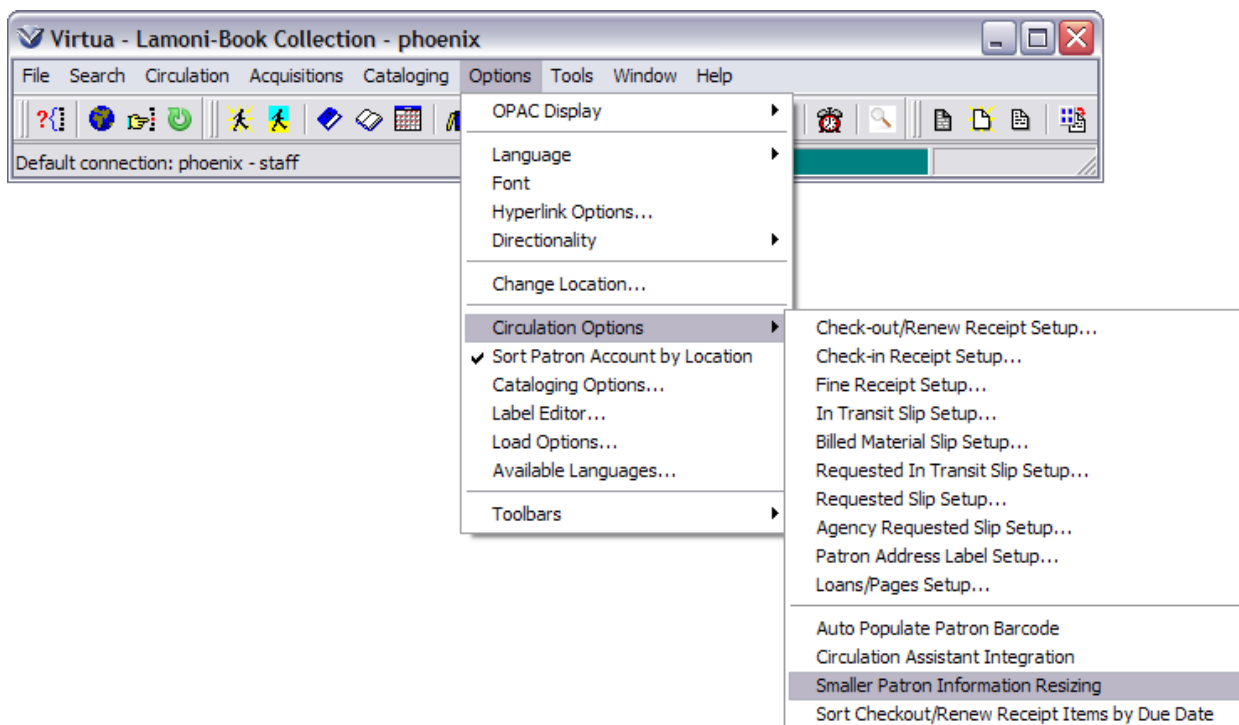 Virtua - Lamoni-Book Collection - phoenix
File Search Circulation Acquisitions Cataloging Options Tools Window Help
?{
Default connection: phoenix - staff
OPAC Display
Language
Font
Hyperlink Options...
Directionality
Change Location...
Circulation Options
Sort Patron Account by Location
Cataloging Options...
Label Editor...
Load Options...
Available Languages...
Toolbars
Check-out/Renew Receipt Setup...
Check-in Receipt Setup...
Fine Receipt Setup...
In Transit Slip Setup...
Billed Material Slip Setup...
Requested In Transit Slip Setup...
Requested Slip Setup...
Agency Requested Slip Setup...
Patron Address Label Setup...
Loans/Pages Setup...
Auto Populate Patron Barcode
Circulation Assistant Integration
Smaller Patron Information Resizing
Sort Checkout/Renew Receipt Items by Due Date